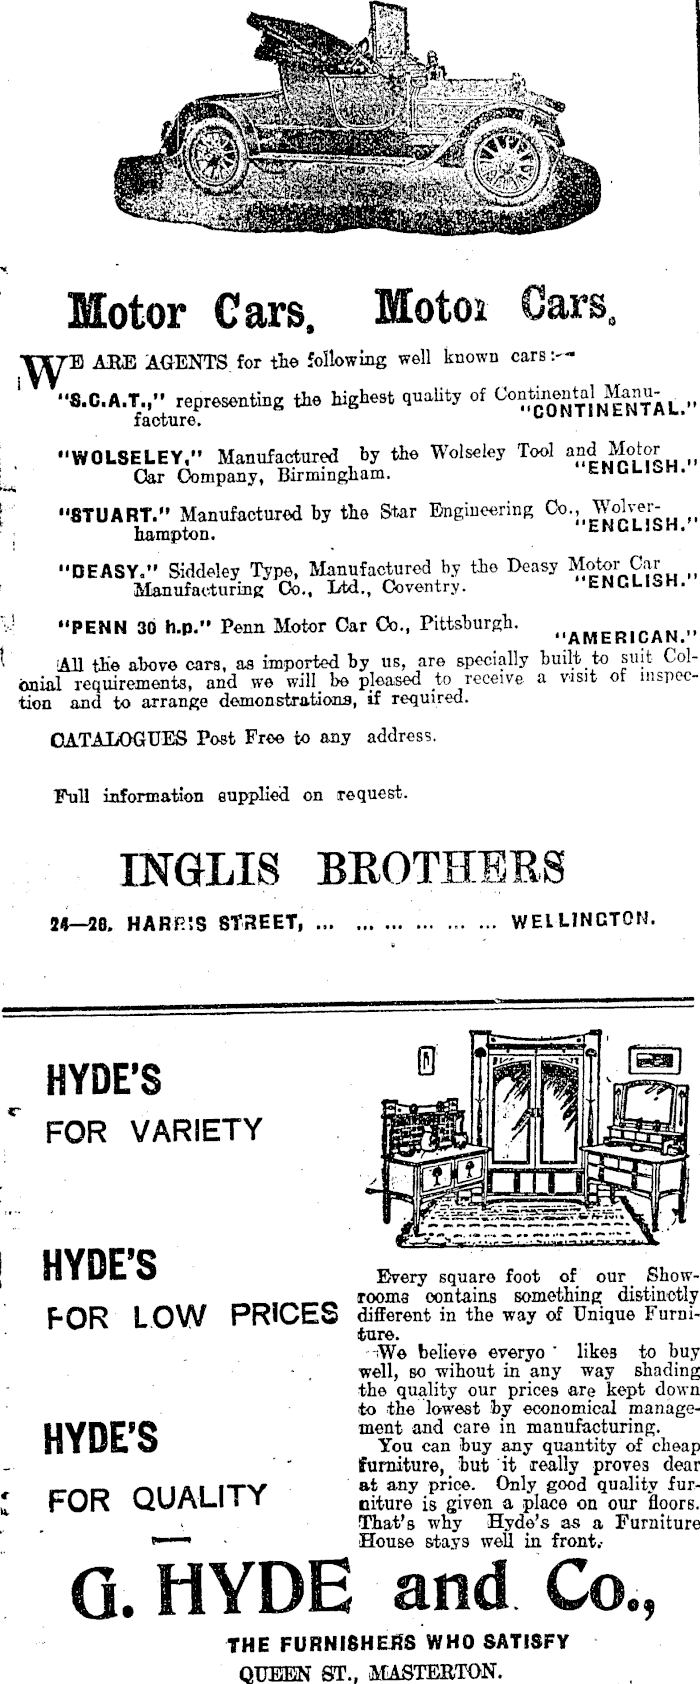 Motor Cars, Motor Cars.
WE ARE AGENTS for the following well known cars:—
"S.C.A.T.," representing the highest quality of Continental Manu-
facture. "CONTINENTAL."
"WOLSELEY," Manufactured by the Wolseley Tool and Motor
Car Company, Birmingham. "ENGLISH."
"STUART." Manufactured by the Star Engineering Co., Wolver-
hampton. "ENGLISH."
"DEASY." Siddeley Type, Manufactured by the Deasy Motor Car
Manufacturing Co., Ltd., Coventry. "ENGLISH."
"PENN 30 h.p." Penn Motor Car Co., Pittsburgh.
"AMERICAN."
All the above cars, as imported by us, are specially built to suit Col-
onial requirements, and we will be pleased to receive a visit of inspec-
tion and to arrange demonstrations, if required.
CATALOGUES Post Free to any address.
Full information supplied on request.
INGLIS BROTHERS
24—28. HARRIS STREET, ... ... ... ... ... ... WELLINGTON.
HYDE'S
FOR VARIETY
HYDE'S
FOR LOW PRICES
HYDE'S
FOR QUALITY
Every square foot of our Show-
rooms contains something distinctly
different in the way of Unique Furni-
ture.
We believe everyo likes to buy
well, so wihout in any way shading
the quality our prices are kept down
to the lowest by economical manage-
ment and care in manufacturing.
You can buy any quantity of cheap
furniture, but it really proves dear
at any price. Only good quality fur-
niture is given a place on our floors.
That's why Hyde's as a Furniture
House stays well in front.
G. HYDE and Co.,
THE FURNISHERS WHO SATISFY
QUEEN ST., MASTERTON.